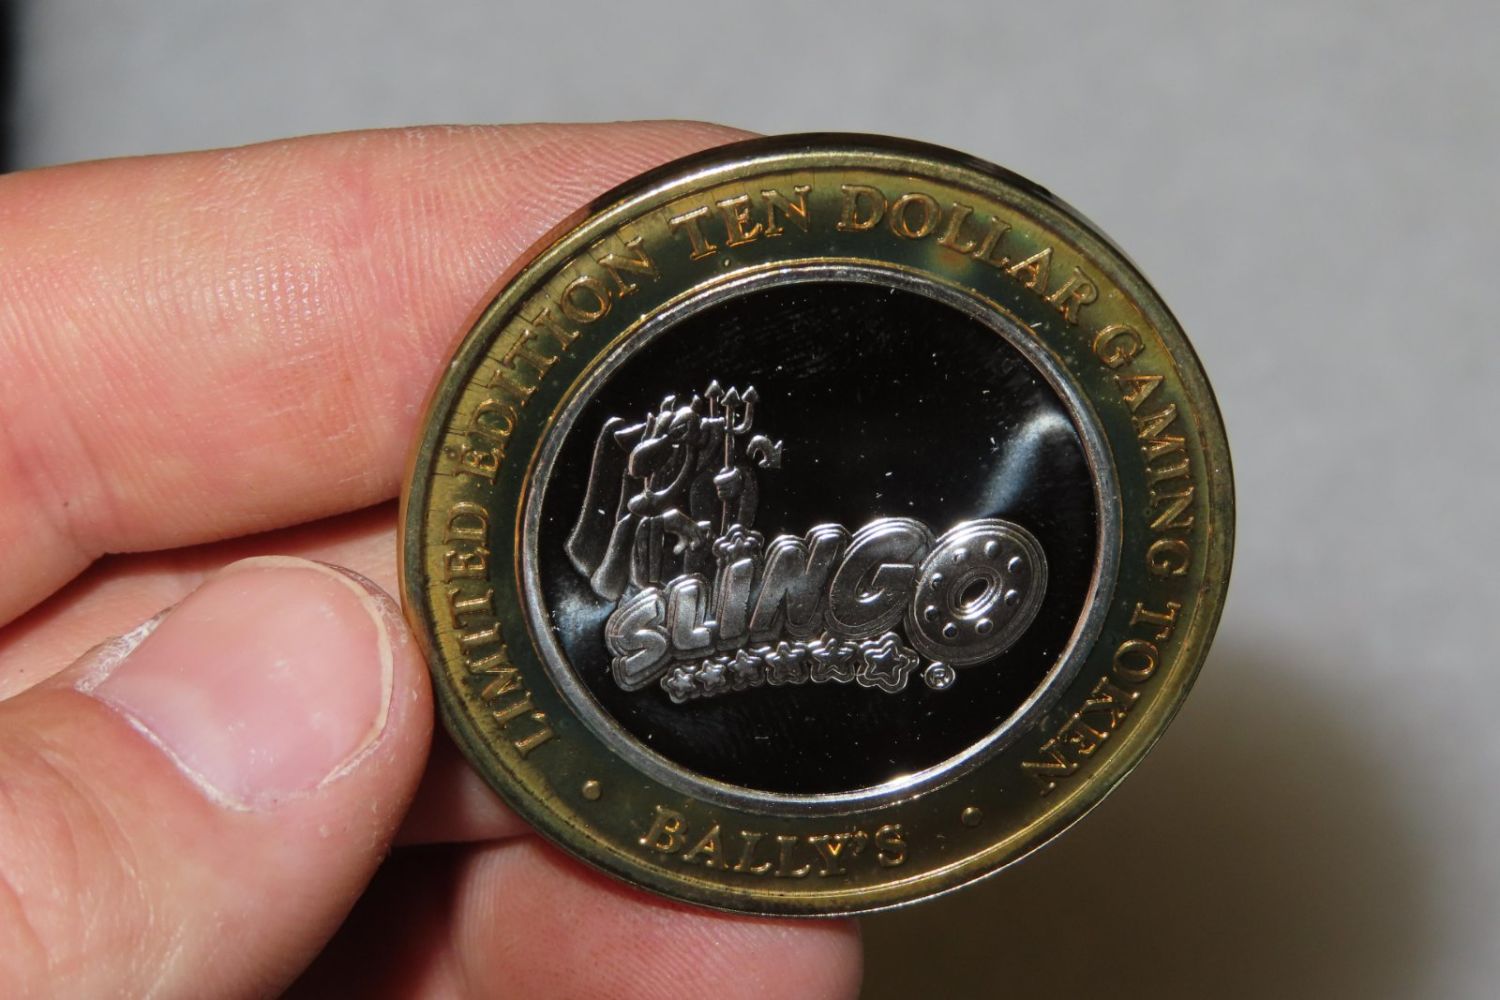 LIMITED EDITION TEN DOLLAR GAMING TOKEN
SLINGO®
• BALLY'S •